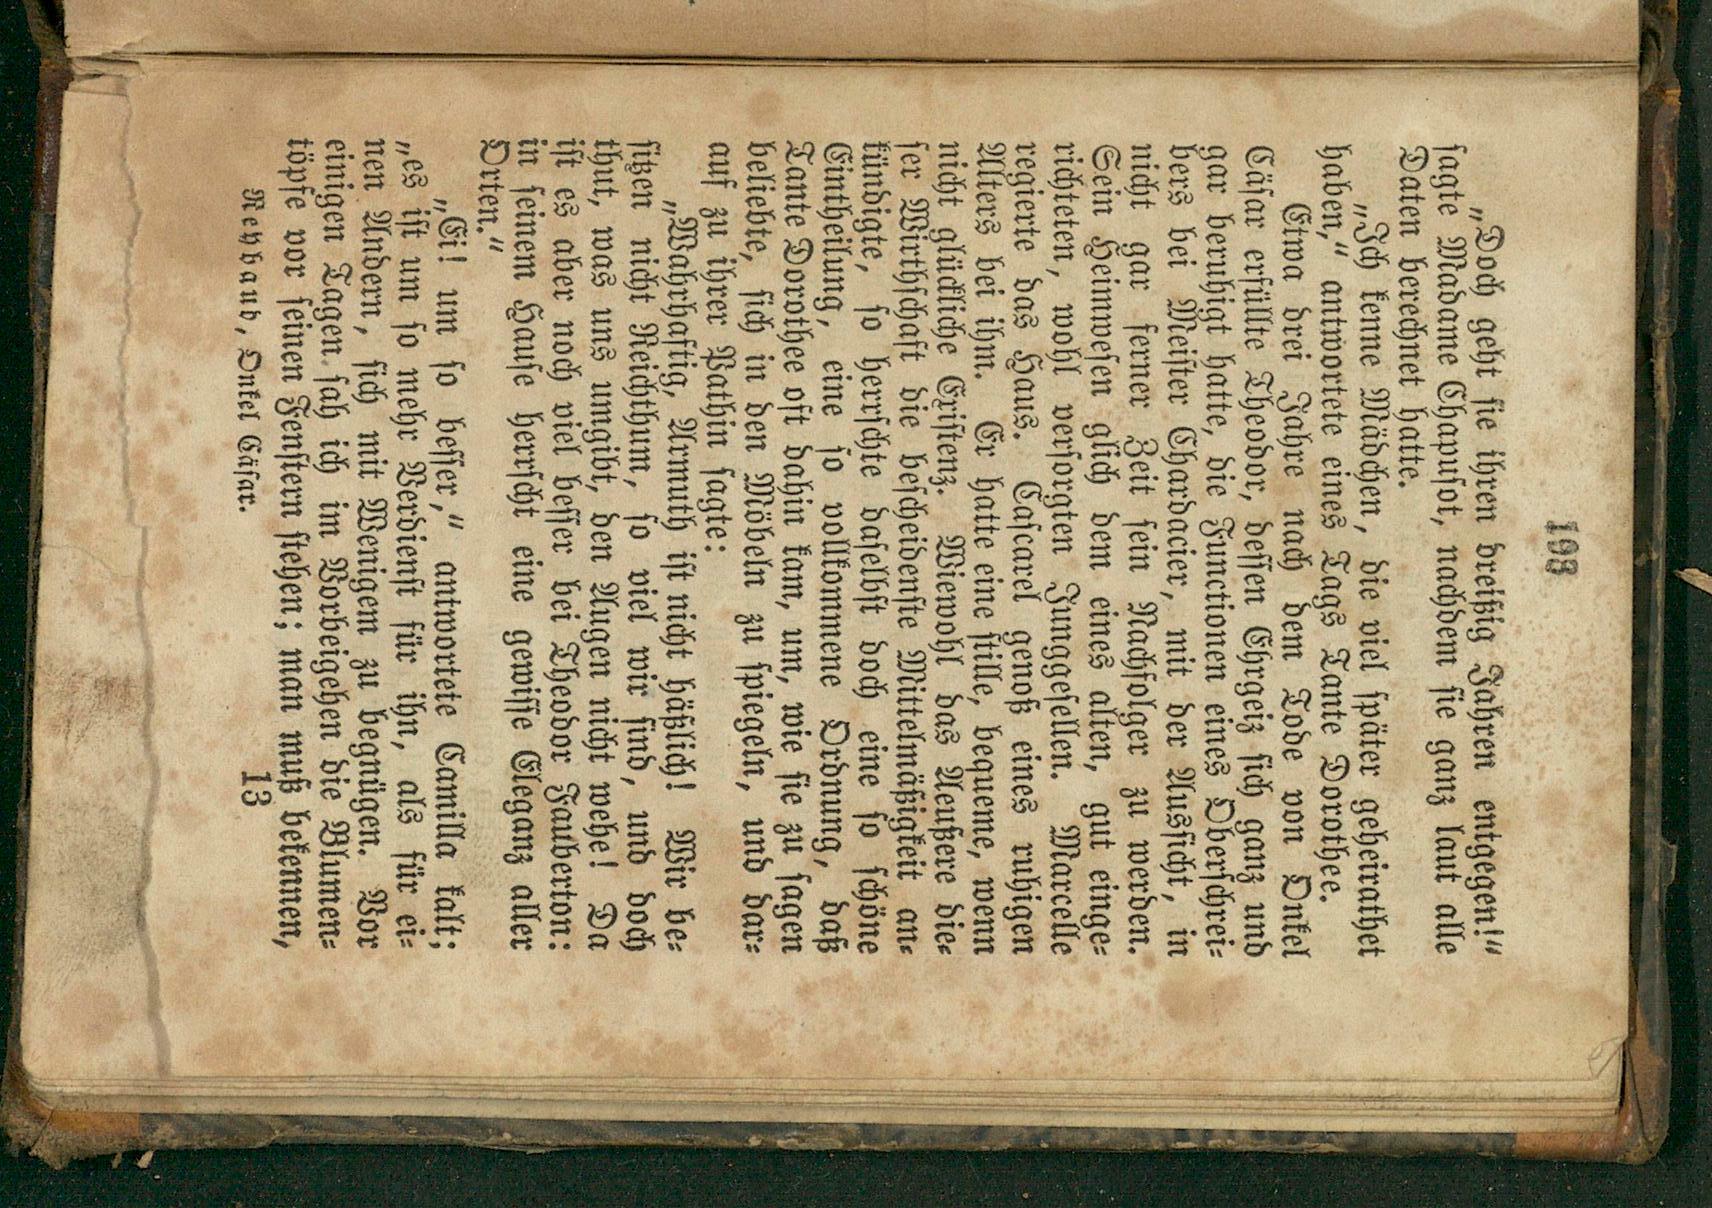 193
„Doch geht sie ihren dreißig Jahren entgegen!“
sagte Madame Chapusot, nachdem sie ganz laut alle
Daten berechnet hatte.
„Ich kenne Mädchen, die viel später geheirathet
haben,“ antwortete eines Tags Tante Dorothee.
Etwa drei Jahre nach dem Tode von Onkel
Cäsar erfüllte Theodor, dessen Ehrgeiz sich ganz und
gar beruhigt hatte, die Functionen eines Oberschrei-
bers bei Meister Chardacier, mit der Aussicht, in
nicht gar ferner Zeit sein Nachfolger zu werden.
Sein Heimwesen glich dem eines alten, gut einge-
richteten, wohl versorgten Junggesellen. Marcelle
regierte das Haus. Cascarel genoß eines ruhigen
Alters bei ihm. Er hatte eine stille, bequeme, wenn
nicht glückliche Existenz. Wiewohl das Aeußere die-
ser Wirthschaft die bescheidenste Mittelmäßigkeit an-
kündigte, so herrschte daselbst doch eine so schöne
Eintheilung, eine so vollkommene Ordnung, daß
Tante Dorothee oft dahin kam, um, wie sie zu sagen
beliebte, sich in den Möbeln zu spiegeln, und dar-
auf zu ihrer Pathin sagte:
„Wahrhaftig, Armuth ist nicht häßlich! Wir be-
sitzen nicht Reichthum, so viel wir sind, und doch
thut, was uns umgibt, den Augen nicht wehe! Da
ist es aber noch viel besser bei Theodor Fauberton:
in seinem Hause herrscht eine gewisse Eleganz aller
Orten.“
„Ei! um so besser,“ antwortete Camilla kalt;
„es ist um so mehr Verdienst für ihn, als für ei-
nen Andern, sich mit Wenigem zu begnügen. Vor
einigen Tagen sah ich im Vorbeigehen die Blumen-
töpfe vor seinen Fenstern stehen; man muß bekennen,
Reybaud, Onkel Cäsar. 13